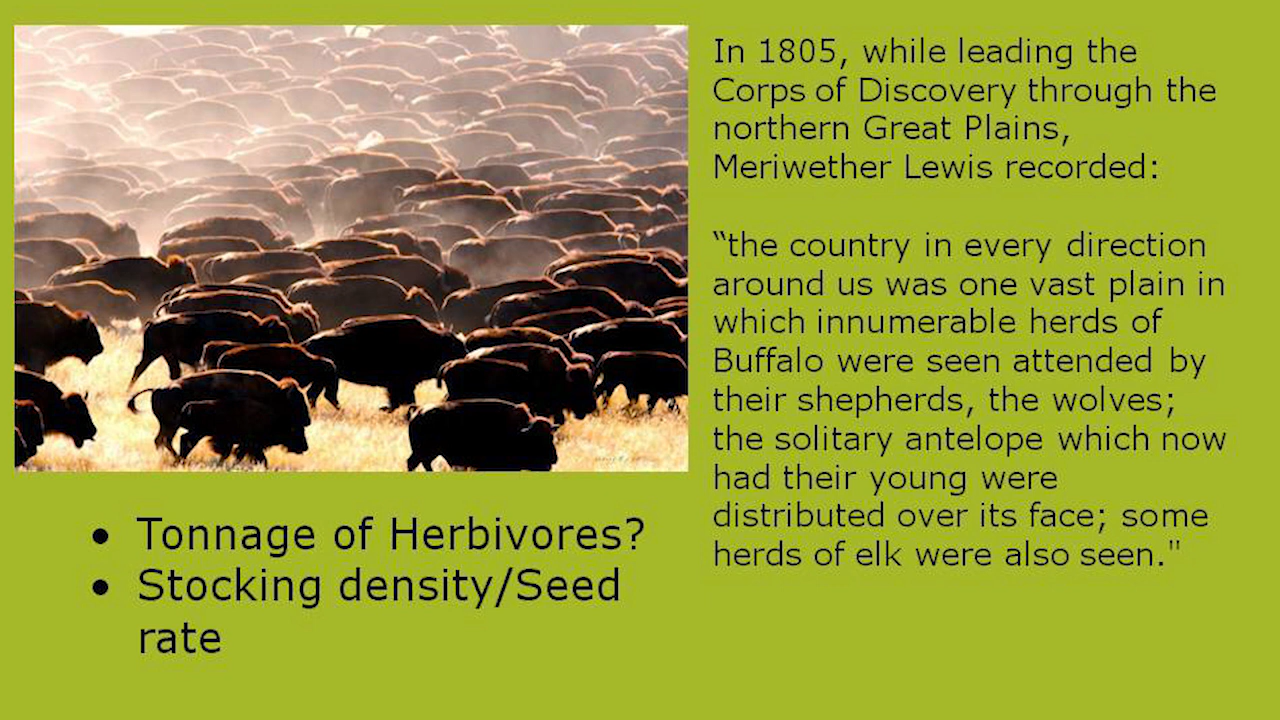 In 1805, while leading the
Corps of Discovery through the
northern Great Plains,
Meriwether Lewis recorded:
“the country in every direction
around us was one vast plain in
which innumerable herds of
Buffalo were seen attended by
their shepherds, the wolves;
the solitary antelope which now
had their young were
distributed over its face; some
herds of elk were also seen."
• Tonnage of Herbivores?
• Stocking density/Seed
rate